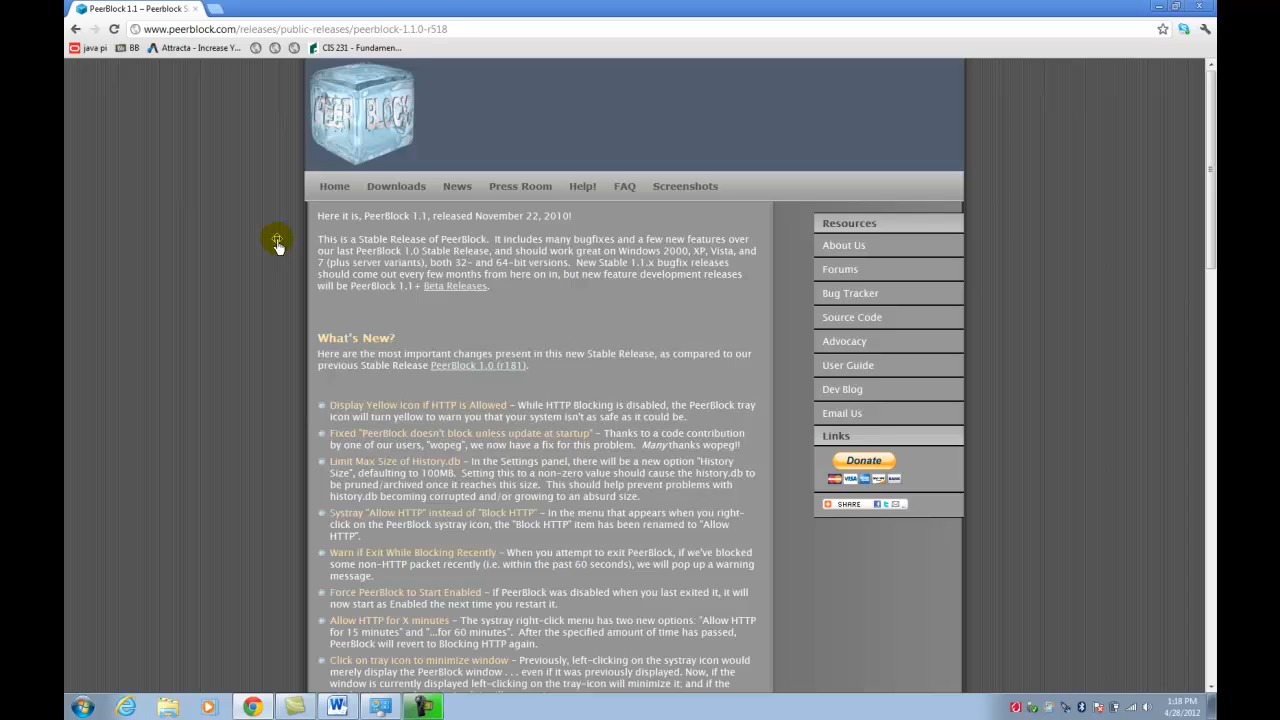 PeerBlock 1.1 – Peerblock S
www.peerblock.com/releases/public-releases/peerblock-1.1.0-r518
java pi BB Attracta - Increase Y... CIS 231 - Fundamen...
PEER BLOCK
Home Downloads News Press Room Help! FAQ Screenshots
Here it is, PeerBlock 1.1, released November 22, 2010!
This is a Stable Release of PeerBlock. It includes many bugfixes and a few new features over
our last PeerBlock 1.0 Stable Release, and should work great on Windows 2000, XP, Vista, and
7 (plus server variants), both 32- and 64-bit versions. New Stable 1.1.x bugfix releases
should come out every few months from here on in, but new feature development releases
will be PeerBlock 1.1+ Beta Releases.
What's New?
Here are the most important changes present in this new Stable Release, as compared to our
previous Stable Release PeerBlock 1.0 (r181).
Display Yellow Icon if HTTP is Allowed – While HTTP Blocking is disabled, the PeerBlock tray
icon will turn yellow to warn you that your system isn't as safe as it could be.
Fixed "PeerBlock doesn't block unless update at startup" – Thanks to a code contribution
by one of our users, "wopeg", we now have a fix for this problem. Many thanks wopeg!!
Limit Max Size of History.db – In the Settings panel, there will be a new option "History
Size", defaulting to 100MB. Setting this to a non-zero value should cause the history.db to
be pruned/archived once it reaches this size. This should help prevent problems with
history.db becoming corrupted and/or growing to an absurd size.
Systray "Allow HTTP" instead of "Block HTTP" – In the menu that appears when you right-
click on the PeerBlock systray icon, the "Block HTTP" item has been renamed to "Allow
HTTP".
Warn if Exit While Blocking Recently – When you attempt to exit PeerBlock, if we've blocked
some non-HTTP packet recently (i.e. within the past 60 seconds), we will pop up a warning
message.
Force PeerBlock to Start Enabled – If PeerBlock was disabled when you last exited it, it will
now start as Enabled the next time you restart it.
Allow HTTP for X minutes – The systray right-click menu has two new options: "Allow HTTP
for 15 minutes" and "...for 60 minutes". After the specified amount of time has passed,
PeerBlock will revert to Blocking HTTP again.
Click on tray icon to minimize window – Previously, left-clicking on the systray icon would
merely display the PeerBlock window . . . even if it was previously displayed. Now, if the
window is currently displayed left-clicking on the tray-icon will minimize it; and if the
Resources
About Us
Forums
Bug Tracker
Source Code
Advocacy
User Guide
Dev Blog
Email Us
Links
Donate
VISA
SHARE
1:18 PM
4/28/2012